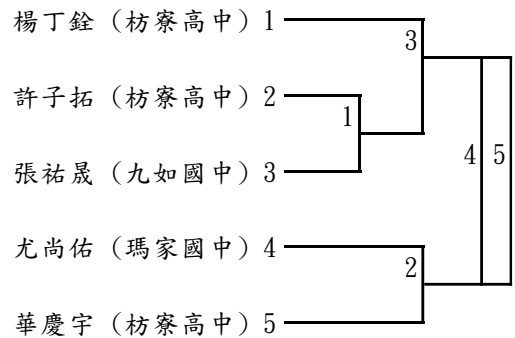 楊丁銓（枋寮高中）1
3
許子拓（枋寮高中）2
1
4 5
張祐晟（九如國中）3
尤尚佑（瑪家國中）4
2
華慶宇（枋寮高中）5